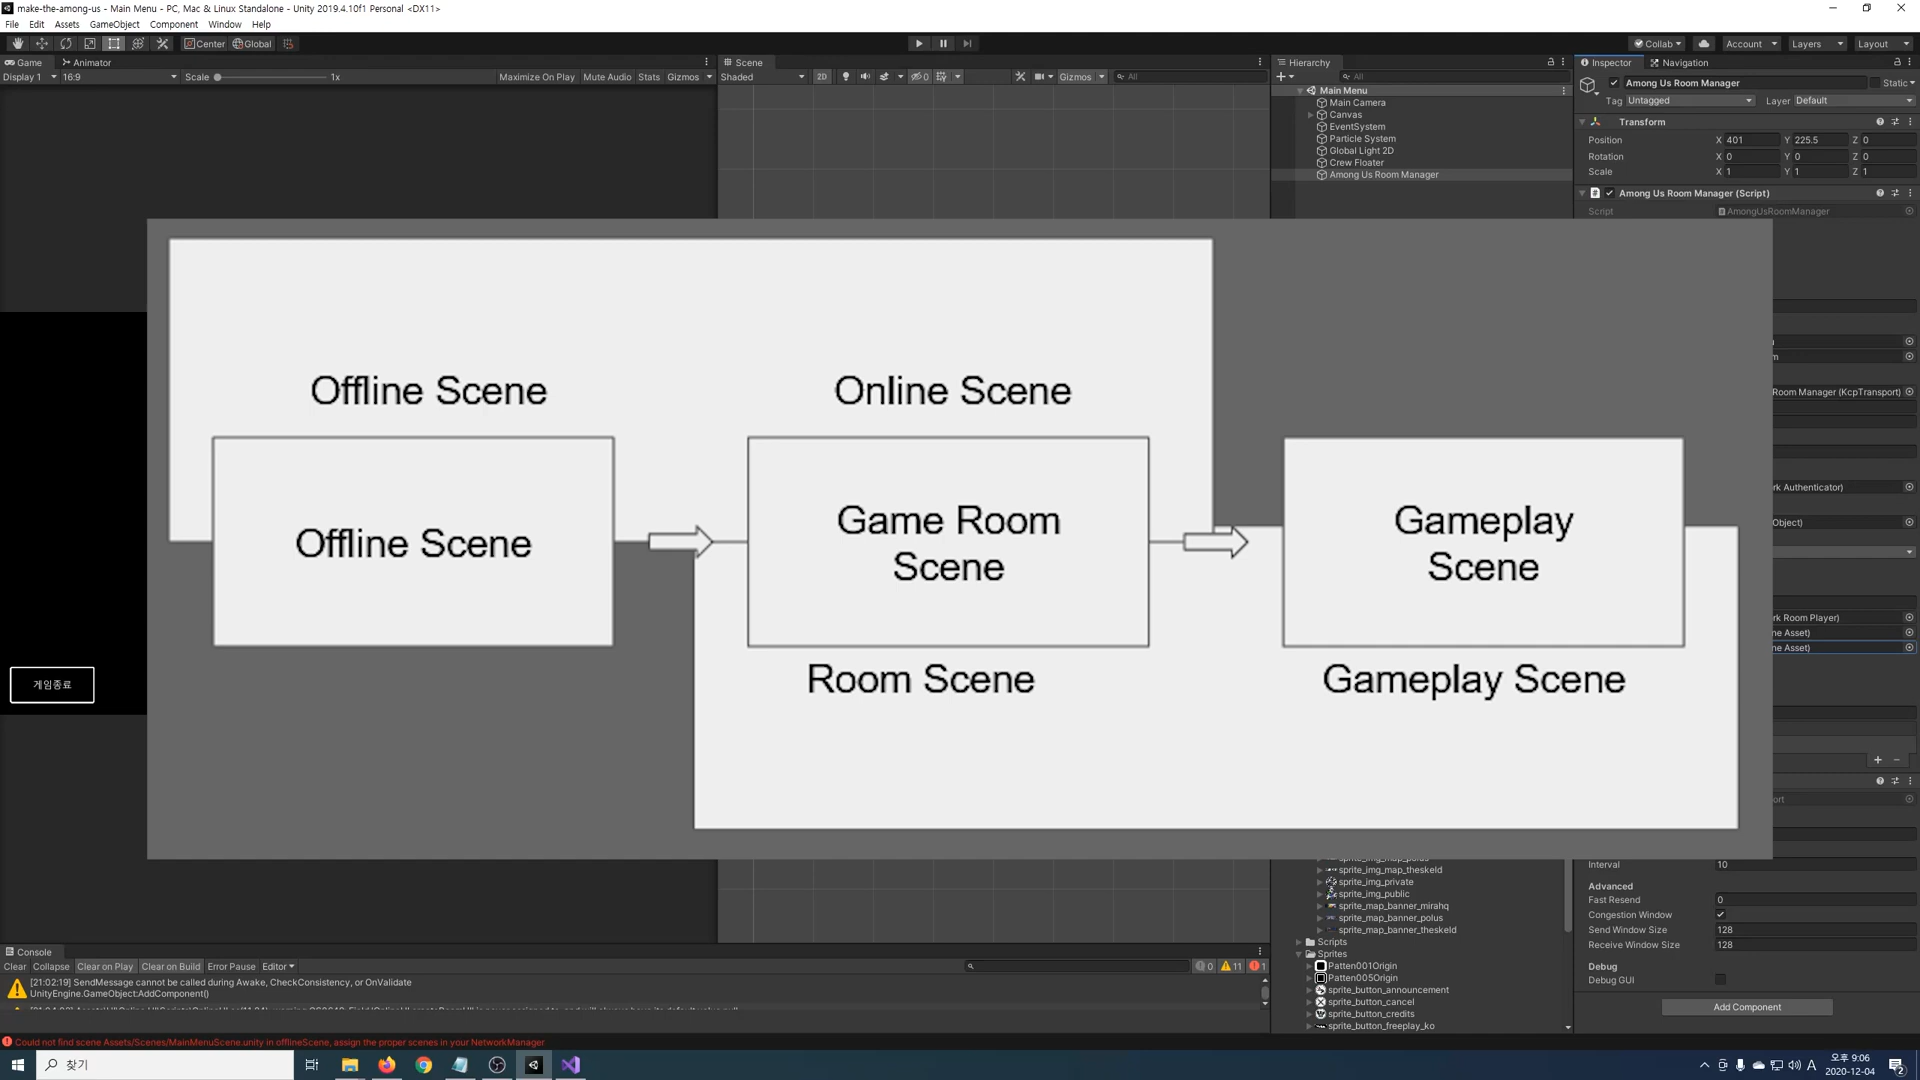 make-the-among-us - Main Menu - PC, Mac & Linux Standalone - Unity 2019.4.10f1 Personal <DX11>
File Edit Assets GameObject Component Window Help
Center Global
Collab Account Layers Layout
Game Animator
Display 1 16:9 Scale 1x Maximize On Play Mute Audio Stats Gizmos
Scene
Shaded 2D 0 Gizmos All
Hierarchy
All
Main Menu
Main Camera
Canvas
EventSystem
Particle System
Global Light 2D
Crew Floater
Among Us Room Manager
Inspector Navigation
Among Us Room Manager Static
Tag Untagged Layer Default
Transform
Position X 401 Y 225.5 Z 0
Rotation X 0 Y 0 Z 0
Scale X 1 Y 1 Z 1
Among Us Room Manager (Script)
Script AmongUsRoomManager
Room Manager (KcpTransport)
rk Authenticator)
Object)
rk Room Player)
ne Asset)
ne Asset)
Offline Scene Online Scene
Offline Scene
Game Room
Scene
Gameplay
Scene
Room Scene Gameplay Scene
게임종료
sprite_img_map_polus
sprite_img_map_theskeld
sprite_img_private
sprite_img_public
sprite_map_banner_mirahq
sprite_map_banner_polus
sprite_map_banner_theskeld
Scripts
Sprites
Patten001Origin
Patten005Origin
sprite_button_announcement
sprite_button_cancel
sprite_button_credits
sprite_button_freeplay_ko
Interval 10
Advanced
Fast Resend 0
Congestion Window
Send Window Size 128
Receive Window Size 128
Debug
Debug GUI
Add Component
Console
Clear Collapse Clear on Play Clear on Build Error Pause Editor 0 11 1
[21:02:19] SendMessage cannot be called during Awake, CheckConsistency, or OnValidate
UnityEngine.GameObject:AddComponent()
Could not find scene Assets/Scenes/MainMenuScene.unity in offlineScene, assign the proper scenes in your NetworkManager
찾기
A 오후 9:06
2020-12-04
2